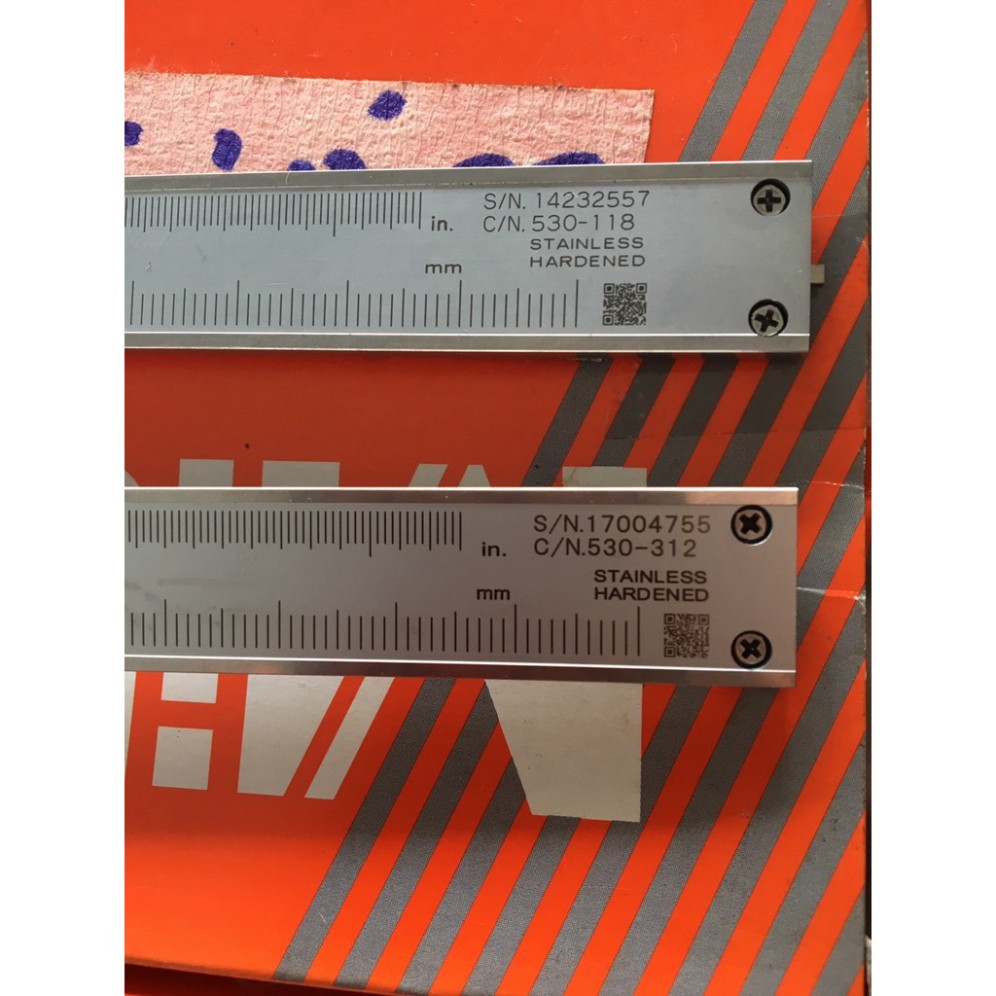 S/N. 14232557
in. C/N. 530-118
STAINLESS
HARDENED
mm
S/N.17004755
in. C/N.530-312
STAINLESS
mm HARDENED